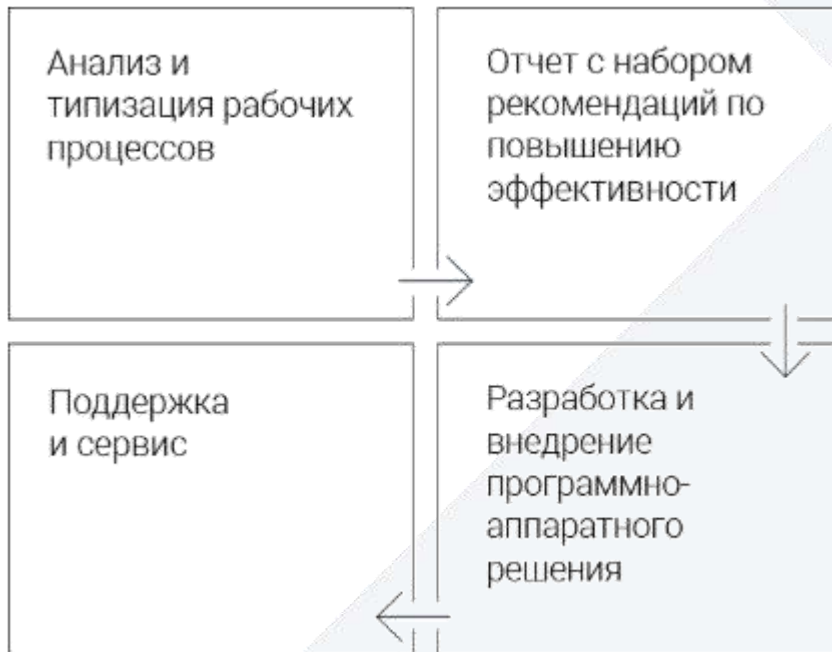 Анализ и
типизация рабочих
процессов
Отчет с набором
рекомендаций по
повышению
эффективности
Разработка и
внедрение
программно-
аппаратного
решения
Поддержка
и сервис